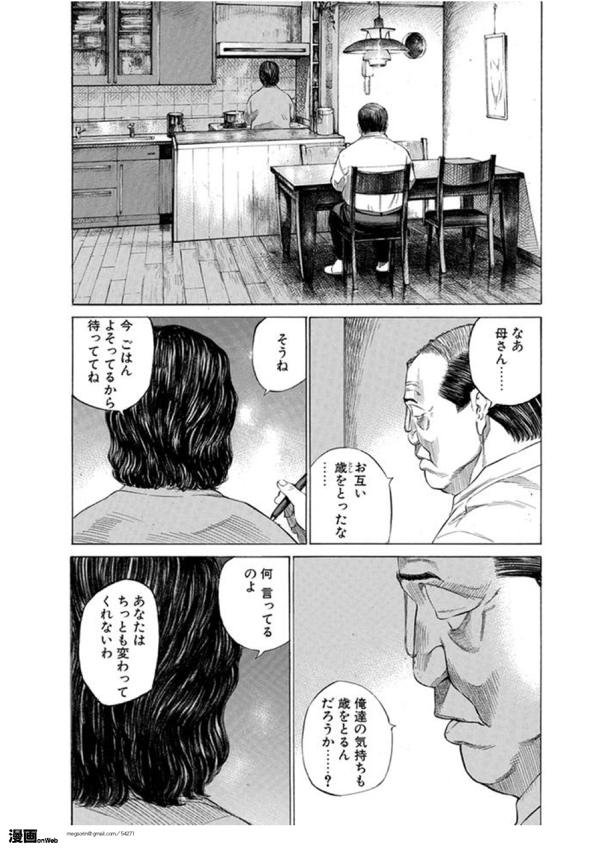 なあ
母さん……
お互い
歳をとったな
……
そうね
今 ごはん
よそってるから
待っててね
俺達の気持ちも
歳をとるん
だろうか……?
何 言ってる
のよ
あなたは
ちっとも変わって
くれないわ
漫画onWeb
megaorin@gmail.com/54271